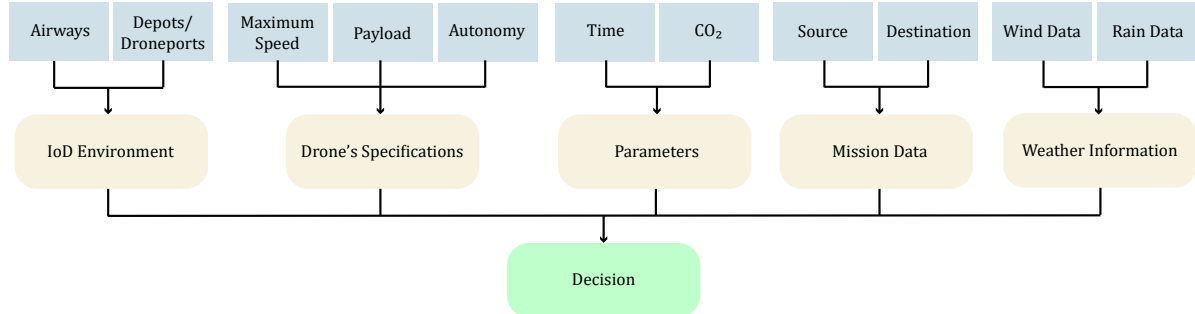 Airways
Depots/
Droneports
Maximum
Speed
Payload
Autonomy
Time
CO₂
Source
Destination
Wind Data
Rain Data
IoD Environment
Drone's Specifications
Parameters
Mission Data
Weather Information
Decision